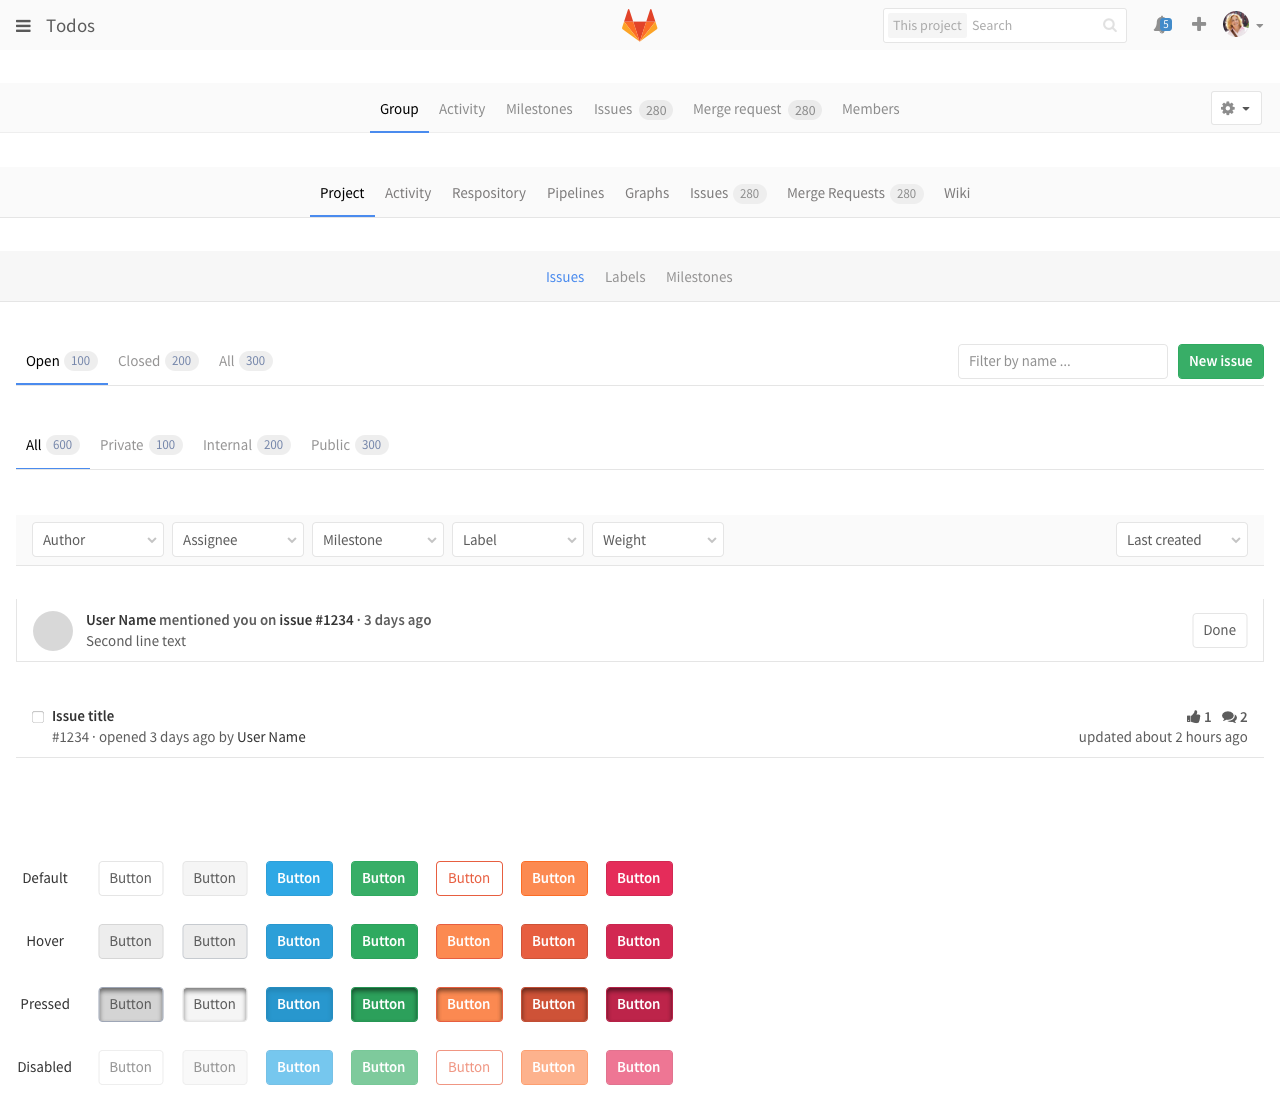 Todos This project Search 5
Group Activity Milestones Issues 280 Merge request 280 Members
Project Activity Respository Pipelines Graphs Issues 280 Merge Requests 280 Wiki
Issues Labels Milestones
Open 100 Closed 200 All 300 Filter by name ... New issue
All 600 Private 100 Internal 200 Public 300
Author Assignee Milestone Label Weight Last created
User Name mentioned you on issue #1234 · 3 days ago
Second line text
Done
Issue title 1 2
#1234 · opened 3 days ago by User Name updated about 2 hours ago
Default Button Button Button Button Button Button Button
Hover Button Button Button Button Button Button Button
Pressed Button Button Button Button Button Button Button
Disabled Button Button Button Button Button Button Button